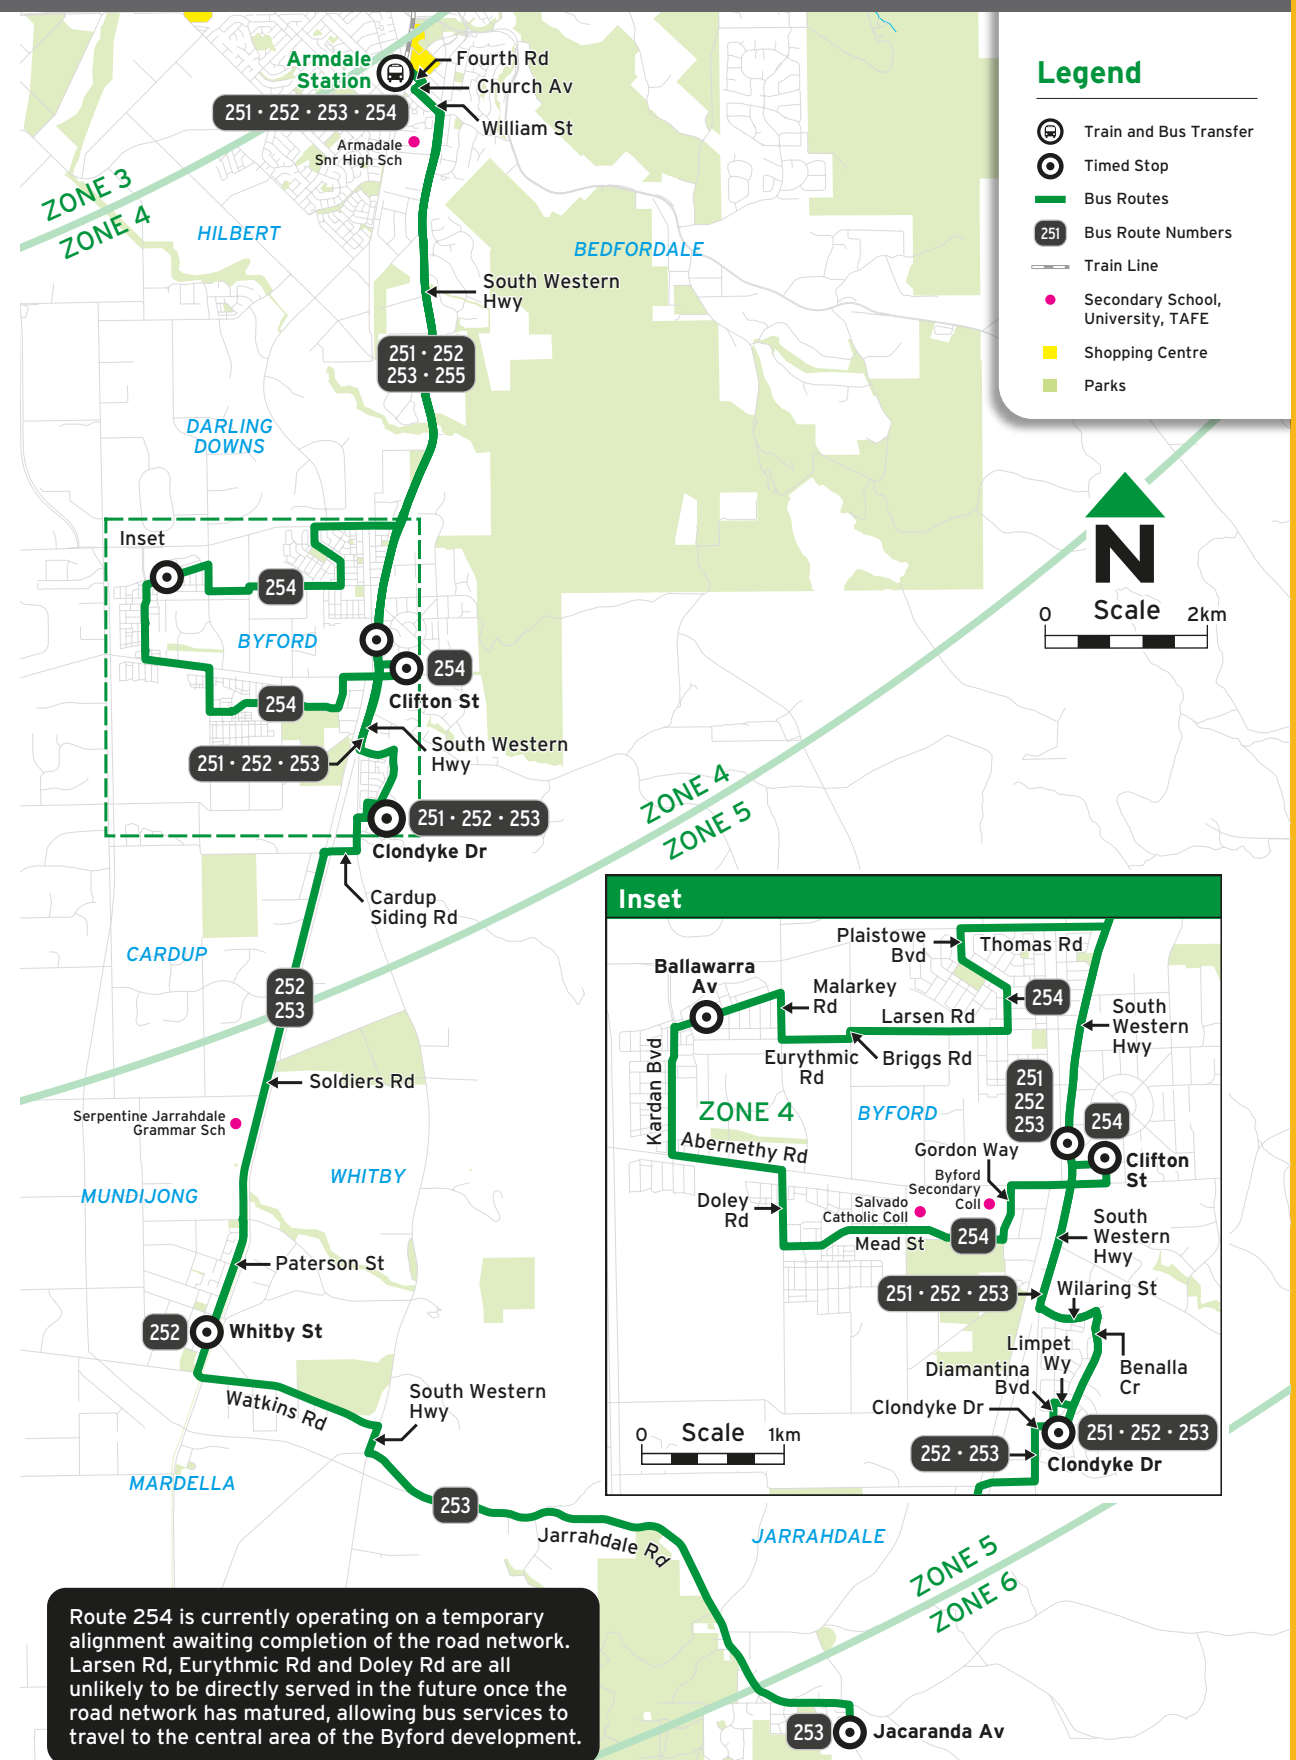 Armdale
Station
Fourth Rd
Church Av
William St
251 • 252 • 253 • 254
Armadale
Snr High Sch
ZONE 3
ZONE 4
HILBERT
BEDFORDALE
South Western
Hwy
251 • 252
253 • 255
DARLING
DOWNS
Legend
Train and Bus Transfer
Timed Stop
Bus Routes
251
Bus Route Numbers
Train Line
Secondary School,
University, TAFE
Shopping Centre
Parks
N
0 Scale 2km
Inset
254
BYFORD
254
Clifton St
254
251 • 252 • 253
South Western
Hwy
251 • 252 • 253
Clondyke Dr
Cardup
Siding Rd
ZONE 4
ZONE 5
CARDUP
252
253
Soldiers Rd
Serpentine Jarrahdale
Grammar Sch
WHITBY
MUNDIJONG
Paterson St
252
Whitby St
Watkins Rd
South Western
Hwy
MARDELLA
253
Jarrahdale Rd
JARRAHDALE
ZONE 5
ZONE 6
253
Jacaranda Av
Inset
Plaistowe
Bvd
Thomas Rd
Ballawarra
Av
Malarkey
Rd
254
Larsen Rd
South
Western
Hwy
Eurythmic
Rd
Briggs Rd
Kardan Bvd
251
252
253
ZONE 4
BYFORD
254
Abernethy Rd
Gordon Way
Clifton
St
Byford
Secondary
Coll
Salvado
Catholic Coll
Doley
Rd
Mead St
254
South
Western
Hwy
251 • 252 • 253
Wilaring St
Limpet
Wy
Diamantina
Bvd
Benalla
Cr
Clondyke Dr
251 • 252 • 253
252 • 253
Clondyke Dr
0 Scale 1km
Route 254 is currently operating on a temporary
alignment awaiting completion of the road network.
Larsen Rd, Eurythmic Rd and Doley Rd are all
unlikely to be directly served in the future once the
road network has matured, allowing bus services to
travel to the central area of the Byford development.